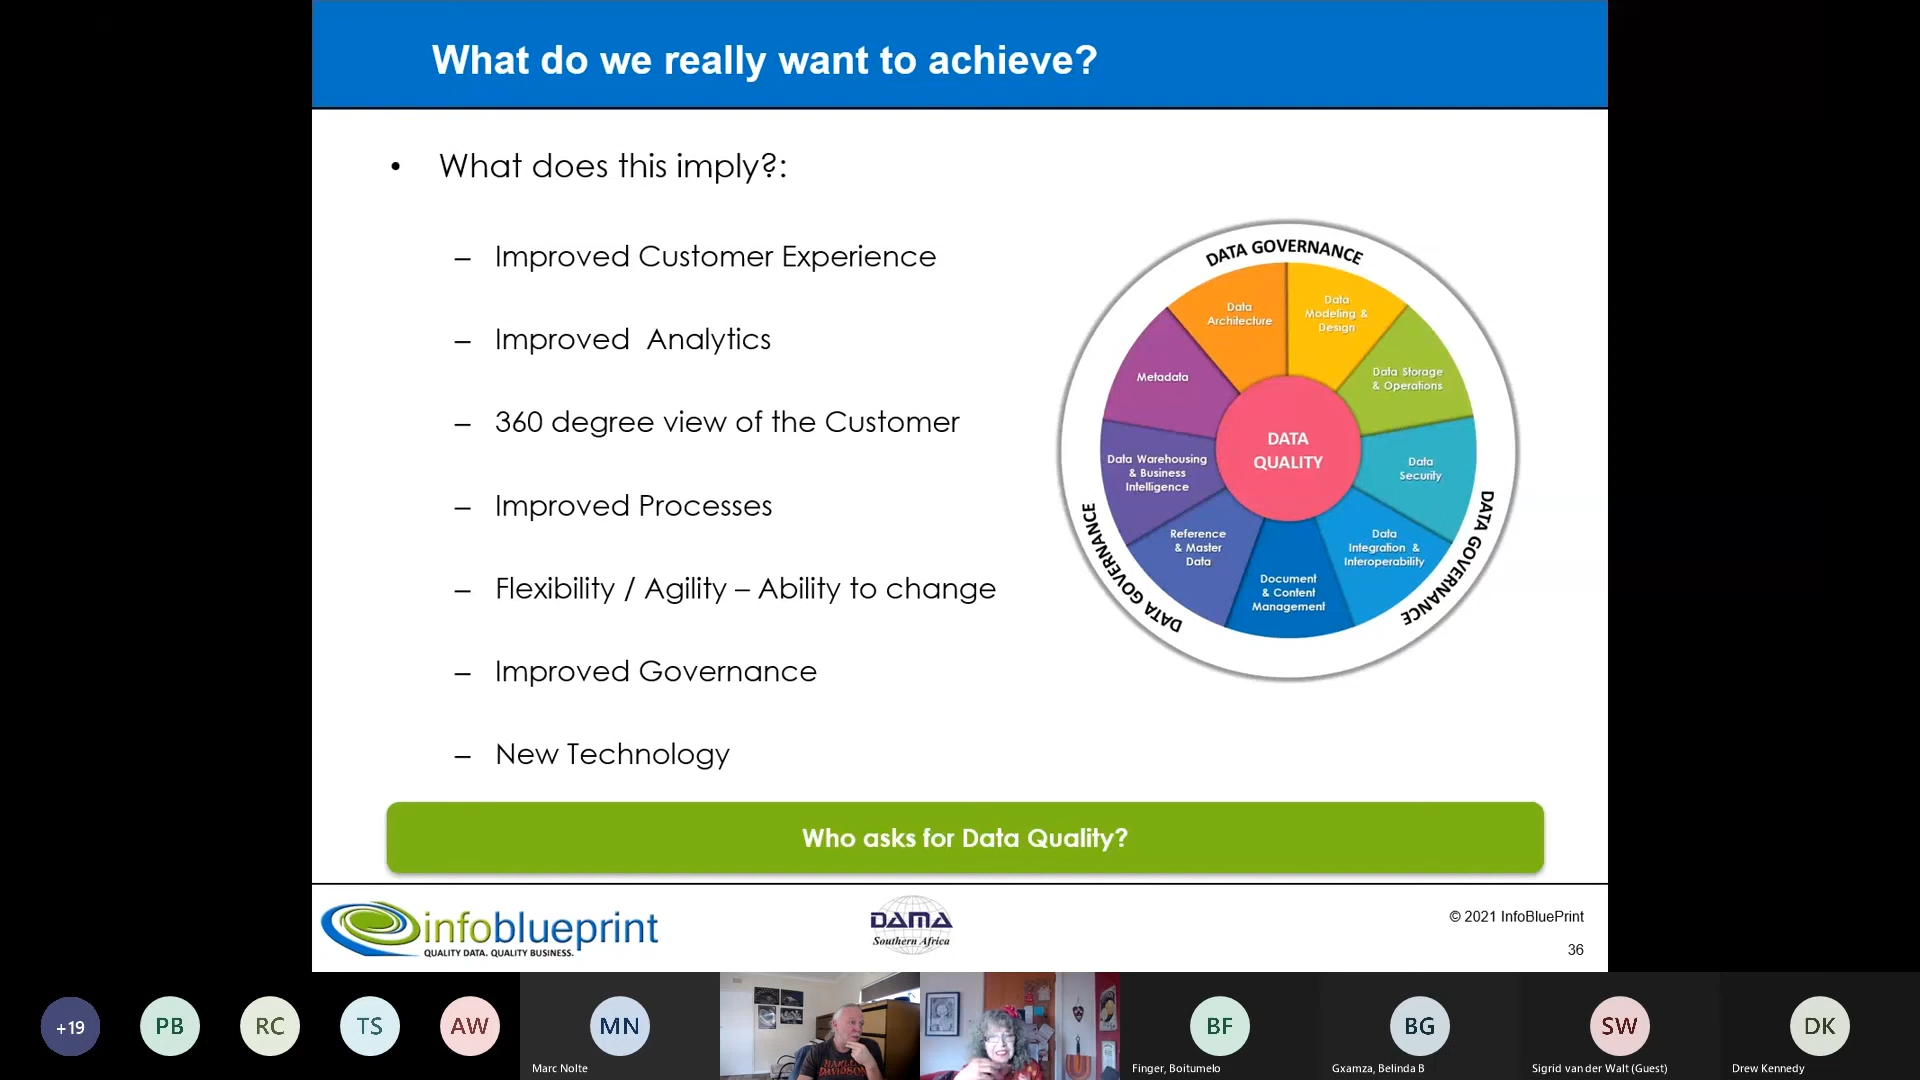 What do we really want to achieve?
• What does this imply?:
– Improved Customer Experience
– Improved  Analytics
– 360 degree view of the Customer
– Improved Processes
– Flexibility / Agility – Ability to change
– Improved Governance
– New Technology
DATA GOVERNANCE
Data
Architecture
Data
Modeling &
Design
Data Storage
& Operations
Data
Security
Data
Integration &
Interoperability
Document
& Content
Management
Reference
& Master
Data
Data Warehousing
& Business
Intelligence
Metadata
DATA
QUALITY
DATA GOVERNANCE
DATA GOVERNANCE
Who asks for Data Quality?
infoblueprint
QUALITY DATA. QUALITY BUSINESS.
DAMA
Southern Africa
© 2021 InfoBluePrint
36
+19
PB
RC
TS
AW
MN
Marc Nolte
HARLEY
DAVIDSON
BF
Finger, Boitumelo
BG
Gxamza, Belinda B
SW
Sigrid van der Walt (Guest)
DK
Drew Kennedy